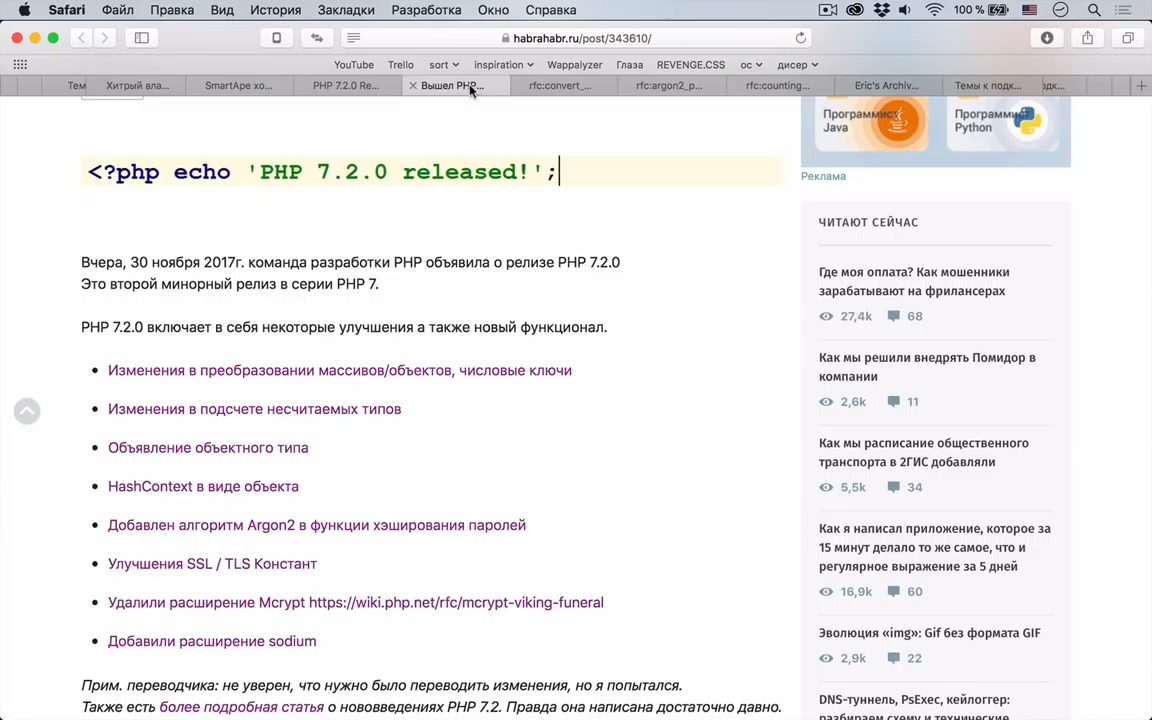 Safari Файл Правка Вид История Закладки Разработка Окно Справка 100 %
habrahabr.ru/post/343610/
YouTube Trello sort inspiration Wappalyzer Глаза REVENGE.CSS ос дисер
Тем Хитрый вла... SmartApe хо... PHP 7.2.0 Re... Вышел PHP... rfc:convert_... rfc:argon2_p... rfc:counting... Eric's Archiv... Темы к подк... одк...
Программист Java
Программист Python
Реклама
<?php echo 'PHP 7.2.0 released!';
Вчера, 30 ноября 2017г. команда разработки PHP объявила о релизе PHP 7.2.0
Это второй минорный релиз в серии PHP 7.
PHP 7.2.0 включает в себя некоторые улучшения а также новый функционал.
Изменения в преобразовании массивов/объектов, числовые ключи
Изменения в подсчете несчитаемых типов
Объявление объектного типа
HashContext в виде объекта
Добавлен алгоритм Argon2 в функции хэширования паролей
Улучшения SSL / TLS Констант
Удалили расширение Mcrypt https://wiki.php.net/rfc/mcrypt-viking-funeral
Добавили расширение sodium
Прим. переводчика: не уверен, что нужно было переводить изменения, но я попытался.
Также есть более подробная статья о нововведениях PHP 7.2. Правда она написана достаточно давно.
ЧИТАЮТ СЕЙЧАС
Где моя оплата? Как мошенники
зарабатывают на фрилансерах
27,4k 68
Как мы решили внедрять Помидор в
компании
2,6k 11
Как мы расписание общественного
транспорта в 2ГИС добавляли
5,5k 34
Как я написал приложение, которое за
15 минут делало то же самое, что и
регулярное выражение за 5 дней
16,9k 60
Эволюция «img»: Gif без формата GIF
2,9k 22
DNS-туннель, PsExec, кейлоггер:
разбираем схему и технические